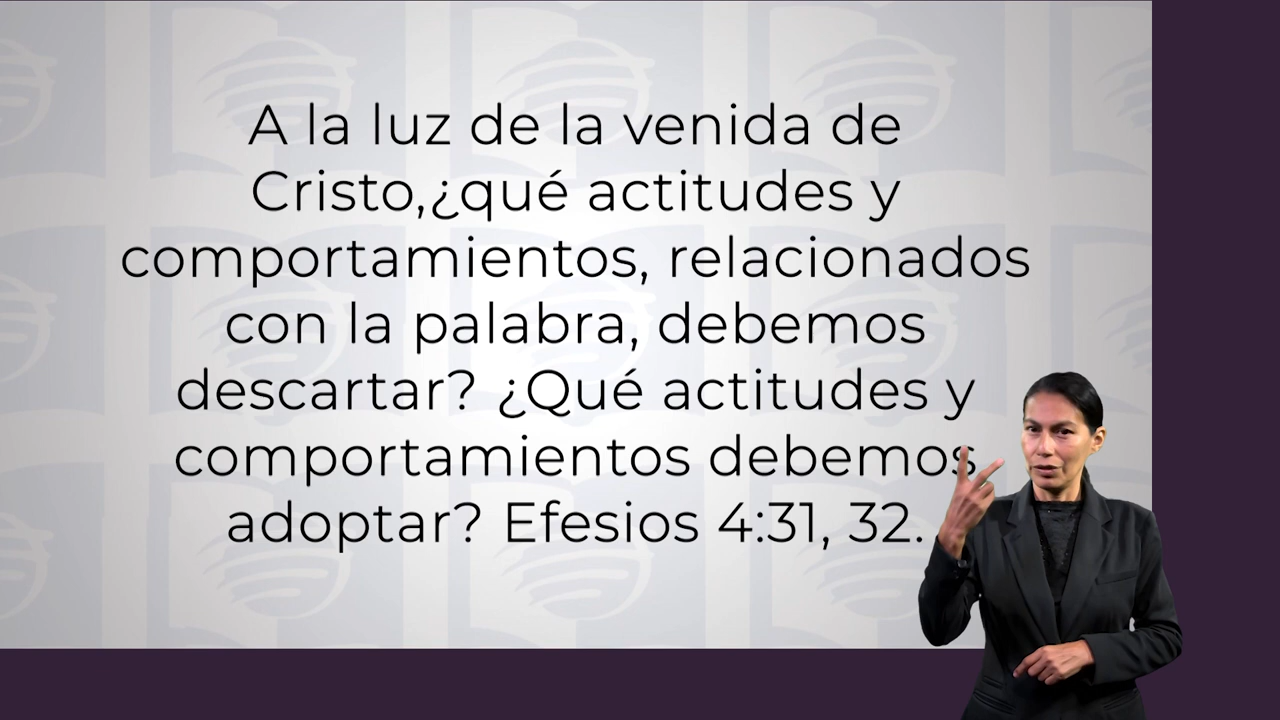 A la luz de la venida de
Cristo,¿qué actitudes y
comportamientos, relacionados
con la palabra, debemos
descartar? ¿Qué actitudes y
comportamientos debemos
adoptar? Efesios 4:31, 32.